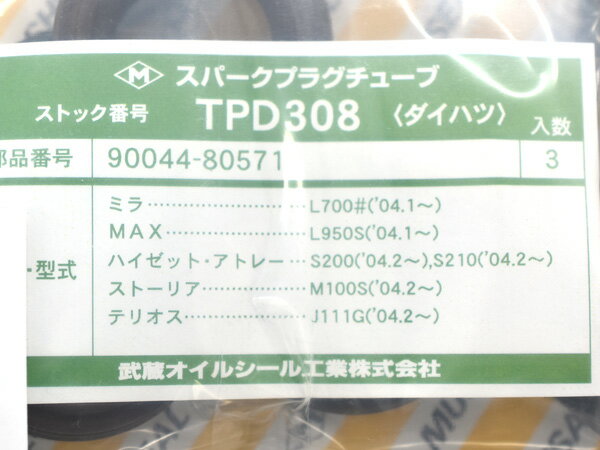 M スパークプラグチューブ
ストック番号 TPD308 〈ダイハツ〉 入数
部品番号 90044-80571 3
ミラ……………………L700#('04.1〜)
MAX……………………L950S('04.1〜)
ハイゼット・アトレー…S200('04.2〜),S210('04.2〜)
・型式
ストーリア……………M100S('04.2〜)
テリオス………………J111G('04.2〜)
武蔵オイルシール工業株式会社